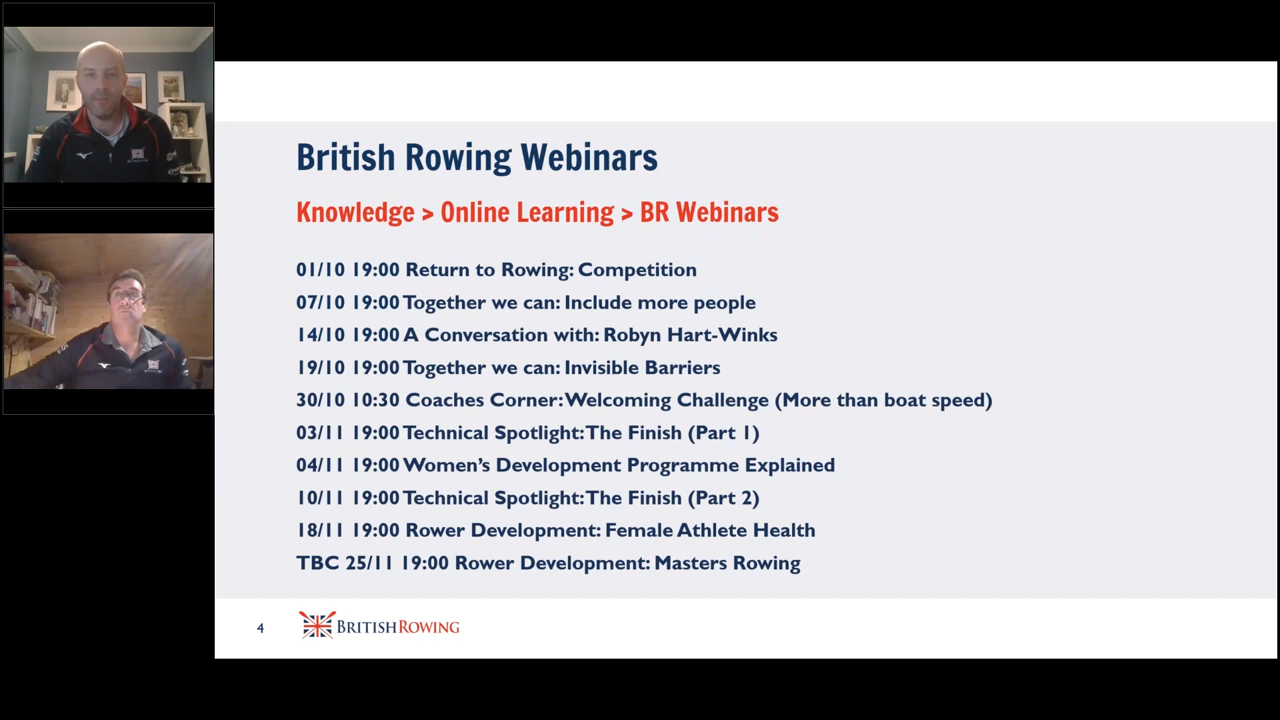 British Rowing Webinars
Knowledge > Online Learning > BR Webinars
01/10 19:00 Return to Rowing: Competition
07/10 19:00 Together we can: Include more people
14/10 19:00 A Conversation with: Robyn Hart-Winks
19/10 19:00 Together we can: Invisible Barriers
30/10 10:30 Coaches Corner: Welcoming Challenge (More than boat speed)
03/11 19:00 Technical Spotlight: The Finish (Part 1)
04/11 19:00 Women's Development Programme Explained
10/11 19:00 Technical Spotlight: The Finish (Part 2)
18/11 19:00 Rower Development: Female Athlete Health
TBC 25/11 19:00 Rower Development: Masters Rowing
4
BRITISHROWING